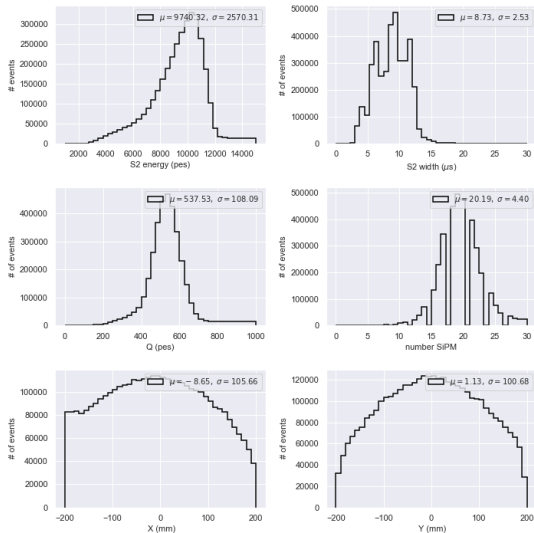 μ = 9740.32, σ = 2570.31
# of events
300000
250000
200000
150000
100000
50000
0
2000 4000 6000 8000 10000 12000 14000
S2 energy (pes)
μ = 8.73, σ = 2.53
# of events
500000
400000
300000
200000
100000
0
0 5 10 15 20 25 30
S2 width (μs)
μ = 537.53, σ = 108.09
# of events
400000
300000
200000
100000
0
0 200 400 600 800 1000
Q (pes)
μ = 20.19, σ = 4.40
# of events
500000
400000
300000
200000
100000
0
0 5 10 15 20 25 30
number SiPM
μ = −8.65, σ = 105.66
# of events
100000
80000
60000
40000
20000
0
−200 −100 0 100 200
X (mm)
μ = 1.13, σ = 100.68
# of events
120000
100000
80000
60000
40000
20000
0
−200 −100 0 100 200
Y (mm)